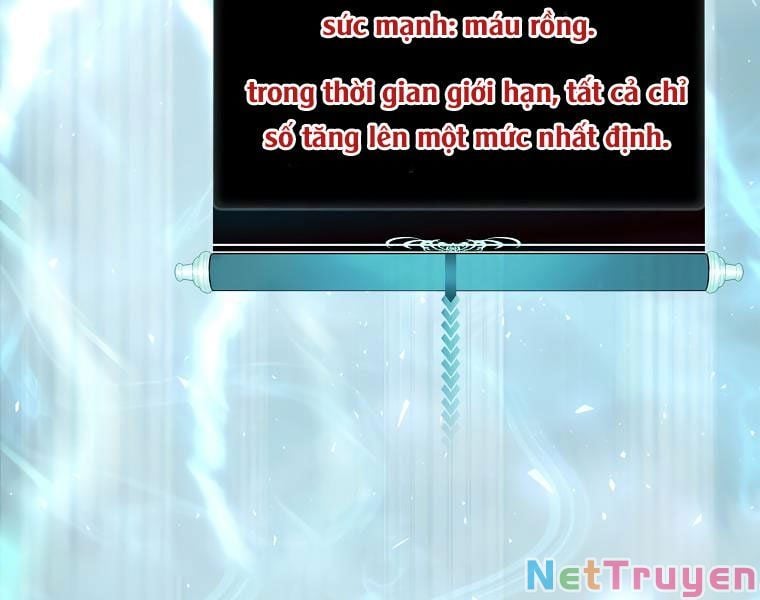 sức mạnh: máu rồng.
trong thời gian giới hạn, tất cả chỉ
số tăng lên một mức nhất định.
NetTruyen